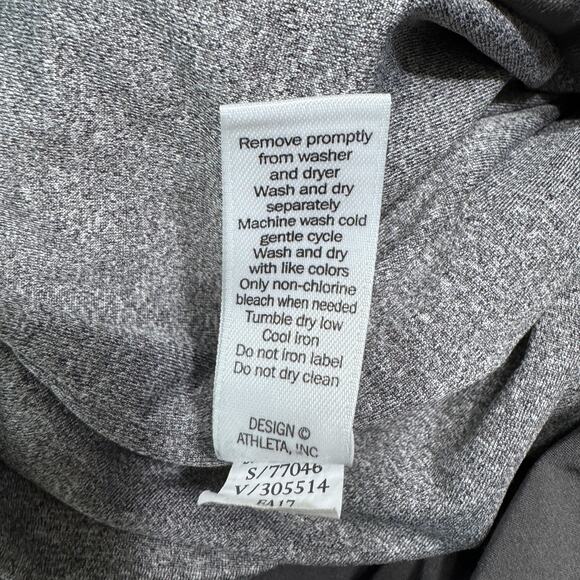 Remove promptly
from washer
and dryer
Wash and dry
separately
Machine wash cold
gentle cycle
Wash and dry
with like colors
Only non-chlorine
bleach when needed
Tumble dry low
Cool iron
Do not iron label
Do not dry clean
DESIGN ©
ATHLETA, INC
S/77046
V/305514
FA17